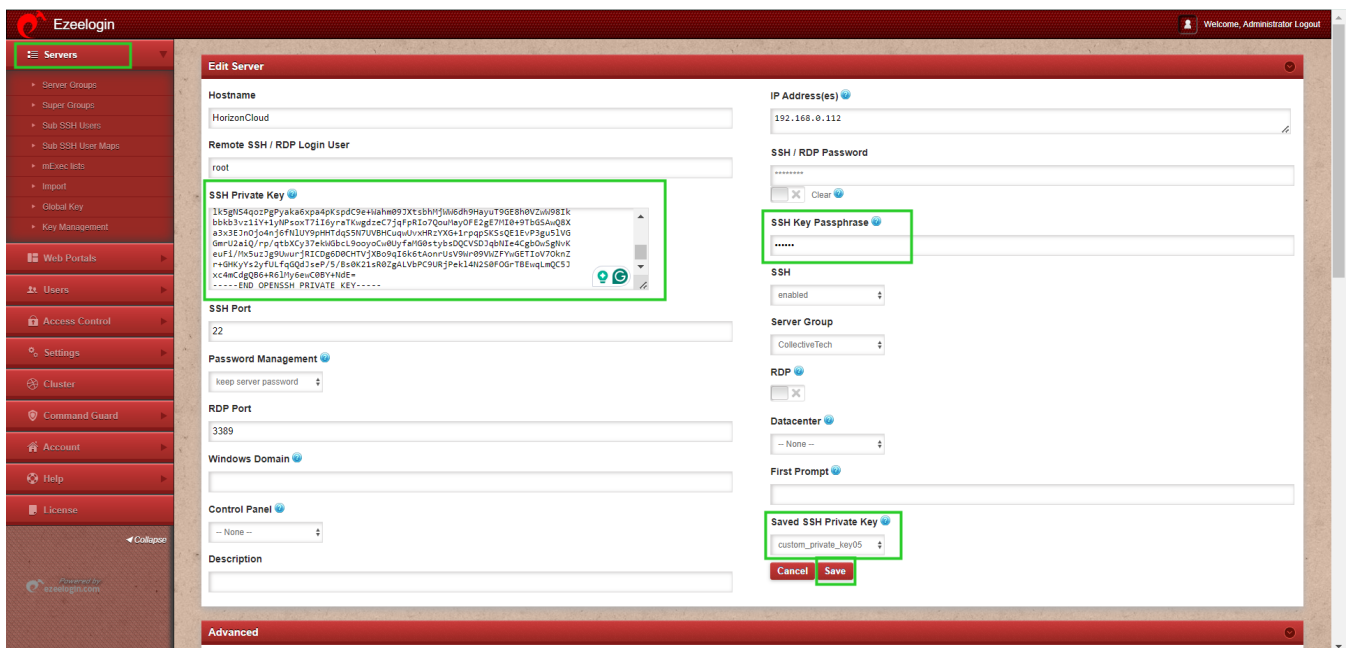 Ezeelogin
Welcome, Administrator Logout
Servers
Server Groups
Super Groups
Sub SSH Users
Sub SSH User Maps
mExec lists
Import
Global Key
Key Management
Web Portals
Users
Access Control
Settings
Cluster
Command Guard
Account
Help
License
Collapse
Powered by
ezeelogin.com
Edit Server
Hostname
HorizonCloud
Remote SSH / RDP Login User
root
SSH Private Key
-----END OPENSSH PRIVATE KEY-----
SSH Port
22
Password Management
keep server password
RDP Port
3389
Windows Domain
Control Panel
-- None --
Description
IP Address(es)
192.168.0.112
SSH / RDP Password
Clear
SSH Key Passphrase
SSH
enabled
Server Group
CollectiveTech
RDP
Datacenter
-- None --
First Prompt
Saved SSH Private Key
custom_private_key05
Cancel
Save
Advanced